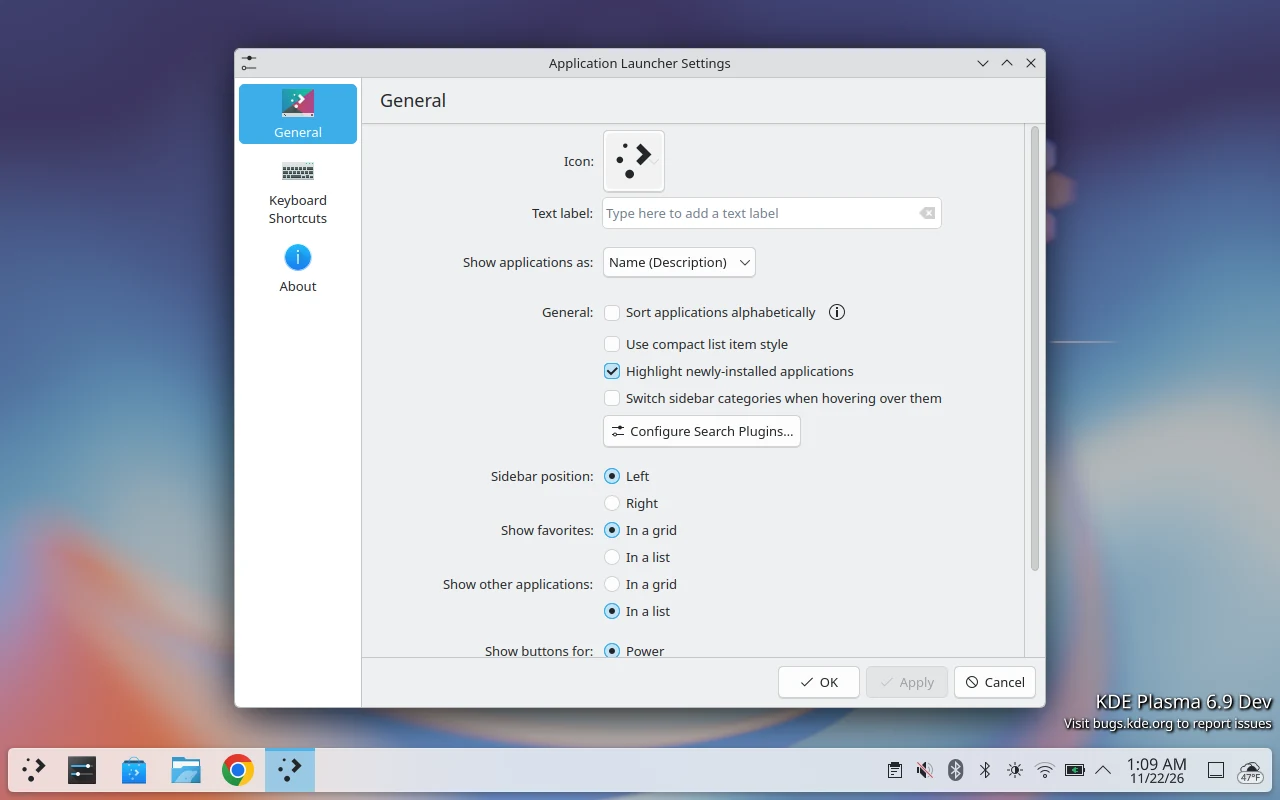 Application Launcher Settings
General
General
Keyboard
Shortcuts
About
Icon:
Text label:
Type here to add a text label
Show applications as:
Name (Description)
General:
Sort applications alphabetically
Use compact list item style
Highlight newly-installed applications
Switch sidebar categories when hovering over them
Configure Search Plugins...
Sidebar position:
Left
Right
Show favorites:
In a grid
In a list
Show other applications:
In a grid
In a list
Show buttons for:
Power
OK
Apply
Cancel
KDE Plasma 6.9 Dev
Visit bugs.kde.org to report issues
1:09 AM
11/22/26
47°F